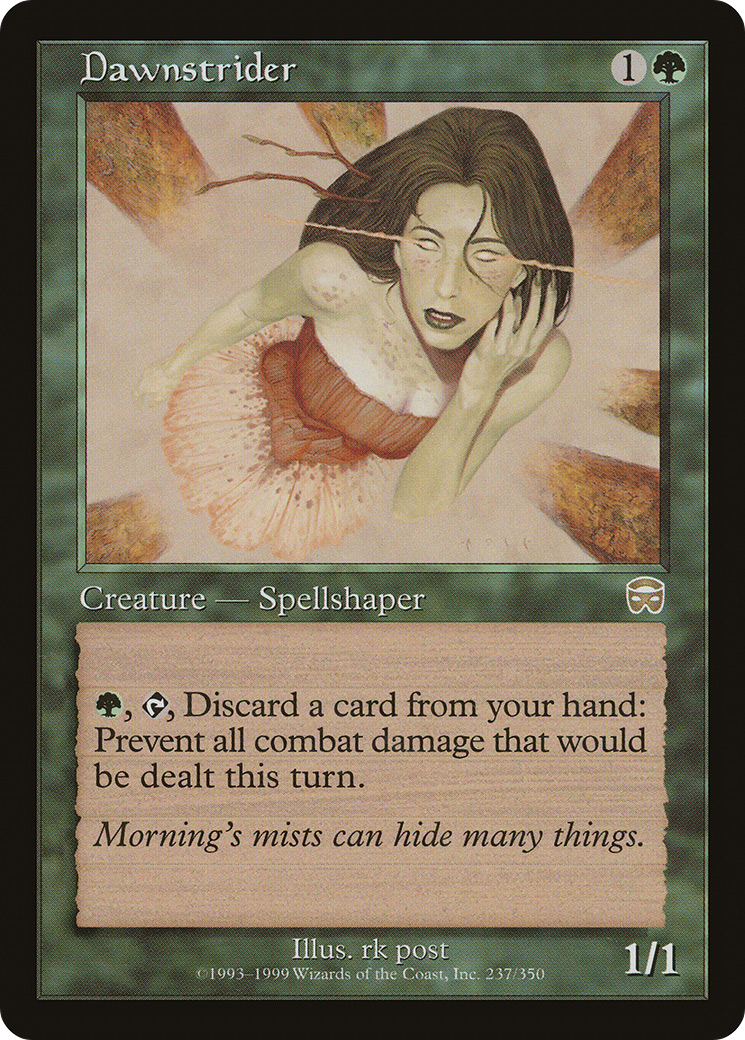 Dawnstrider 1
Creature — Spellshaper
, , Discard a card from your hand:
Prevent all combat damage that would
be dealt this turn.
Morning's mists can hide many things.
Illus. rk post
©1993–1999 Wizards of the Coast, Inc. 237/350
1/1